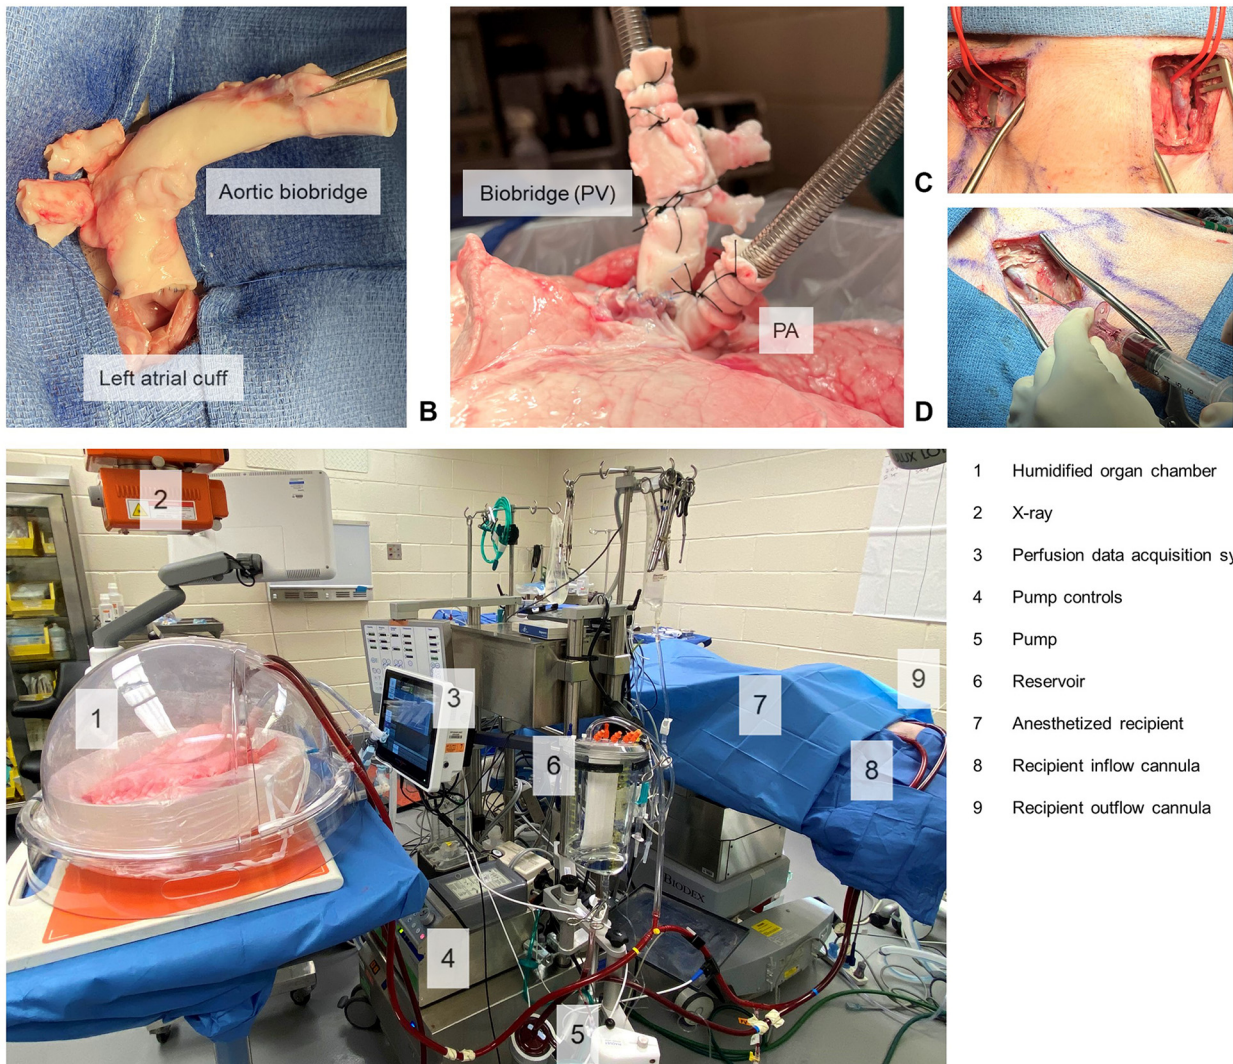 Aortic biobridge
Left atrial cuff
B
Biobridge (PV)
PA
C
D
1 Humidified organ chamber
2 X-ray
3 Perfusion data acquisition sy
4 Pump controls
5 Pump
6 Reservoir
7 Anesthetized recipient
8 Recipient inflow cannula
9 Recipient outflow cannula
2
1
3
6
7
9
8
BIODEX
4
5